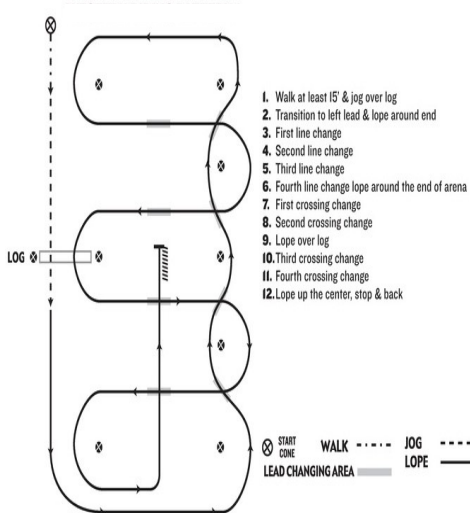 1. Walk at least 15' & jog over log
2. Transition to left lead & lope around end
3. First line change
4. Second line change
5. Third line change
6. Fourth line change lope around the end of arena
7. First crossing change
8. Second crossing change
9. Lope over log
10. Third crossing change
11. Fourth crossing change
12. Lope up the center, stop & back
LOG
START CONE
WALK
JOG
LEAD CHANGING AREA
LOPE